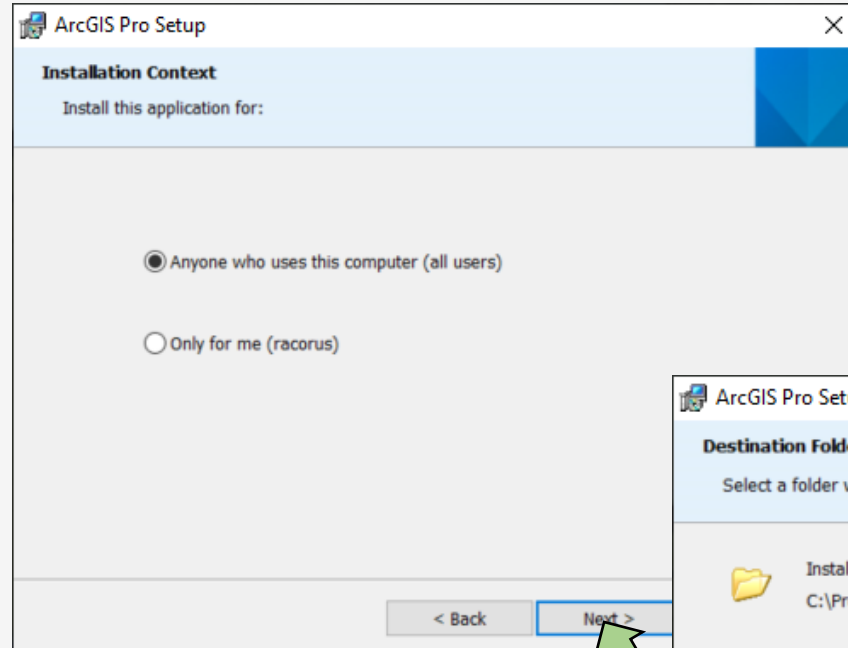 ArcGIS Pro Setup
Installation Context
Install this application for:
Anyone who uses this computer (all users)
Only for me (racorus)
< Back
Next >
ArcGIS Pro Set
Destination Fold
Select a folder
Instal
C:\Pr